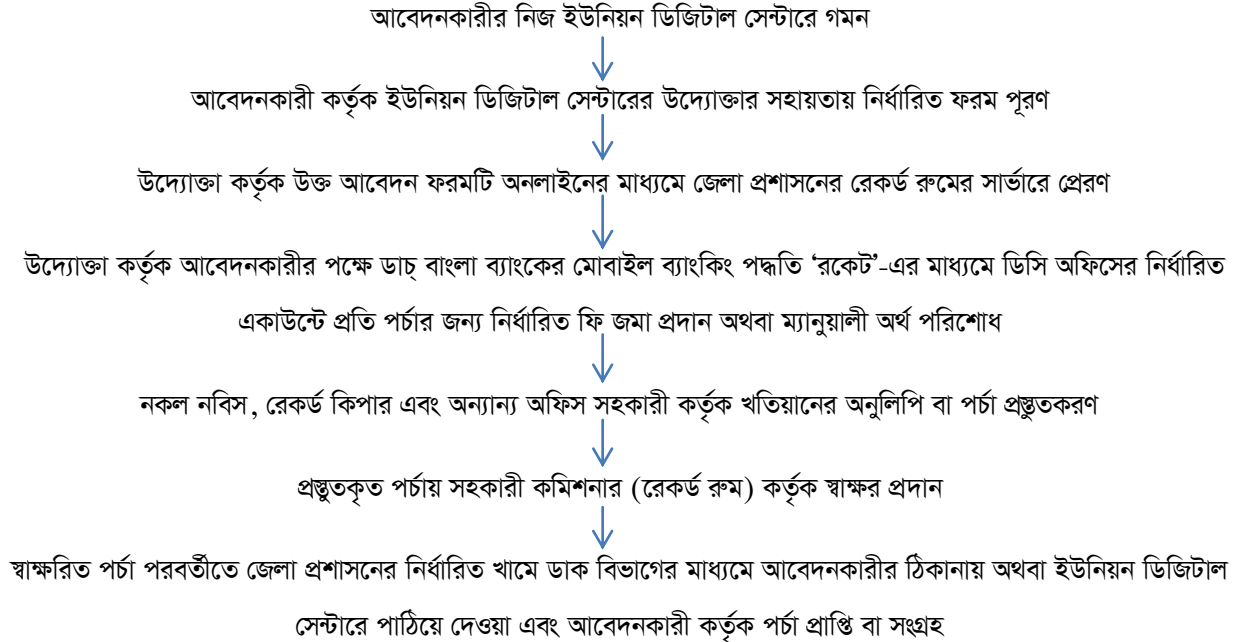 আবেদনকারীর নিজ ইউনিয়ন ডিজিটাল সেন্টারে গমন
আবেদনকারী কর্তৃক ইউনিয়ন ডিজিটাল সেন্টারের উদ্যোক্তার সহায়তায় নির্ধারিত ফরম পূরণ
উদ্যোক্তা কর্তৃক উক্ত আবেদন ফরমটি অনলাইনের মাধ্যমে জেলা প্রশাসনের রেকর্ড রুমের সার্ভারে প্রেরণ
উদ্যোক্তা কর্তৃক আবেদনকারীর পক্ষে ডাচ্ বাংলা ব্যাংকের মোবাইল ব্যাংকিং পদ্ধতি ‘রকেট’-এর মাধ্যমে ডিসি অফিসের নির্ধারিত
একাউন্টে প্রতি পর্চার জন্য নির্ধারিত ফি জমা প্রদান অথবা ম্যানুয়ালী অর্থ পরিশোধ
নকল নবিস, রেকর্ড কিপার এবং অন্যান্য অফিস সহকারী কর্তৃক খতিয়ানের অনুলিপি বা পর্চা প্রস্তুতকরণ
প্রস্তুতকৃত পর্চায় সহকারী কমিশনার (রেকর্ড রুম) কর্তৃক স্বাক্ষর প্রদান
স্বাক্ষরিত পর্চা পরবর্তীতে জেলা প্রশাসনের নির্ধারিত খামে ডাক বিভাগের মাধ্যমে আবেদনকারীর ঠিকানায় অথবা ইউনিয়ন ডিজিটাল
সেন্টারে পাঠিয়ে দেওয়া এবং আবেদনকারী কর্তৃক পর্চা প্রাপ্তি বা সংগ্রহ